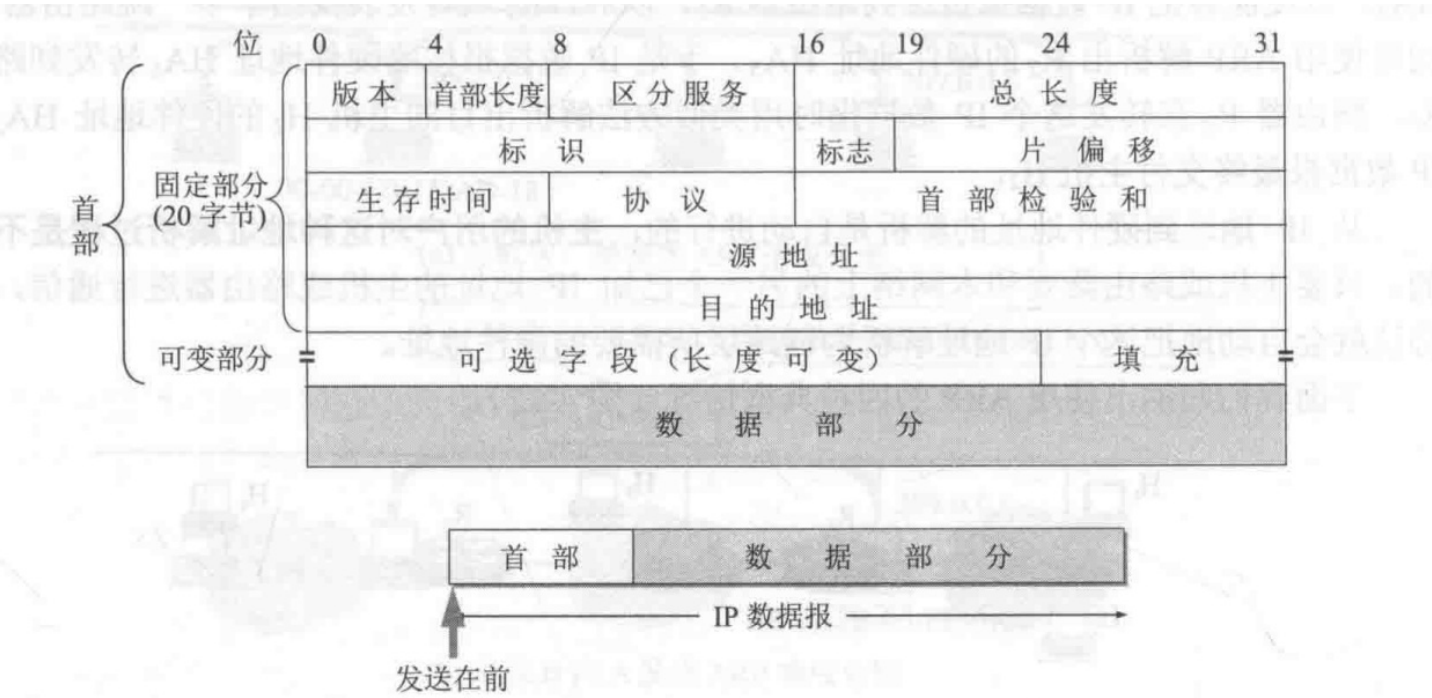 位 0 4 8 16 19 24 31
版本 首部长度 区分服务 总长度
标识 标志 片偏移
固定部分
(20 字节)
首部
生存时间 协议 首部检验和
源地址
目的地址
可变部分 可选字段（长度可变） 填充
数据部分
首部 数据部分
IP 数据报
发送在前